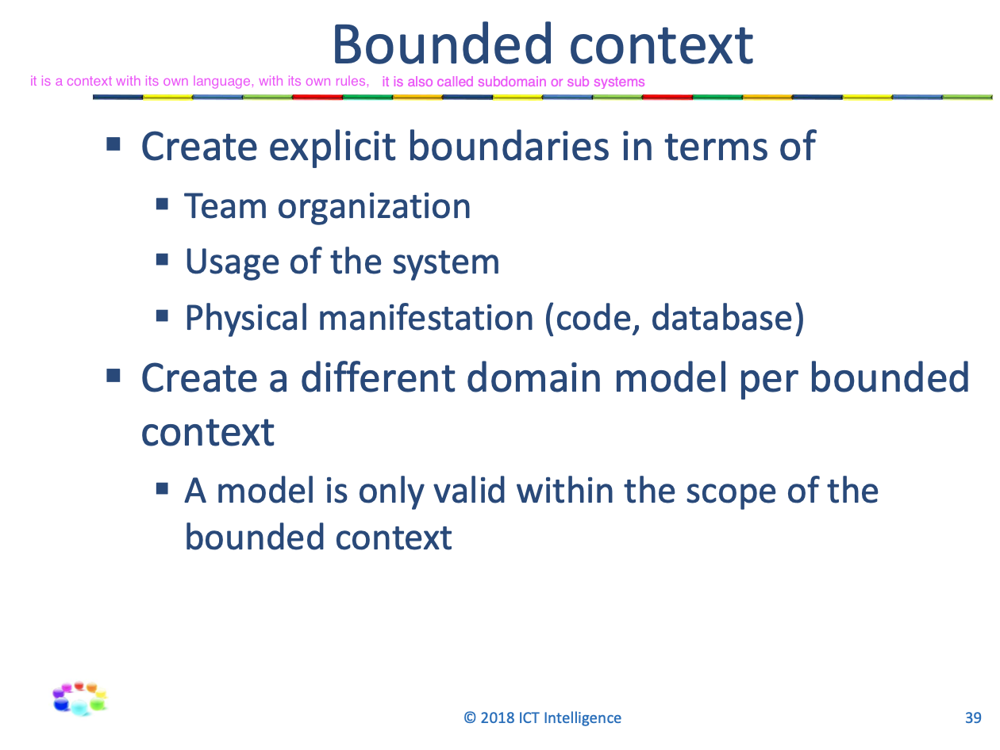 Bounded context
it is a context with its own language, with its own rules, it is also called subdomain or sub systems
▪ Create explicit boundaries in terms of
▪ Team organization
▪ Usage of the system
▪ Physical manifestation (code, database)
▪ Create a different domain model per bounded
context
▪ A model is only valid within the scope of the
bounded context
© 2018 ICT Intelligence
39